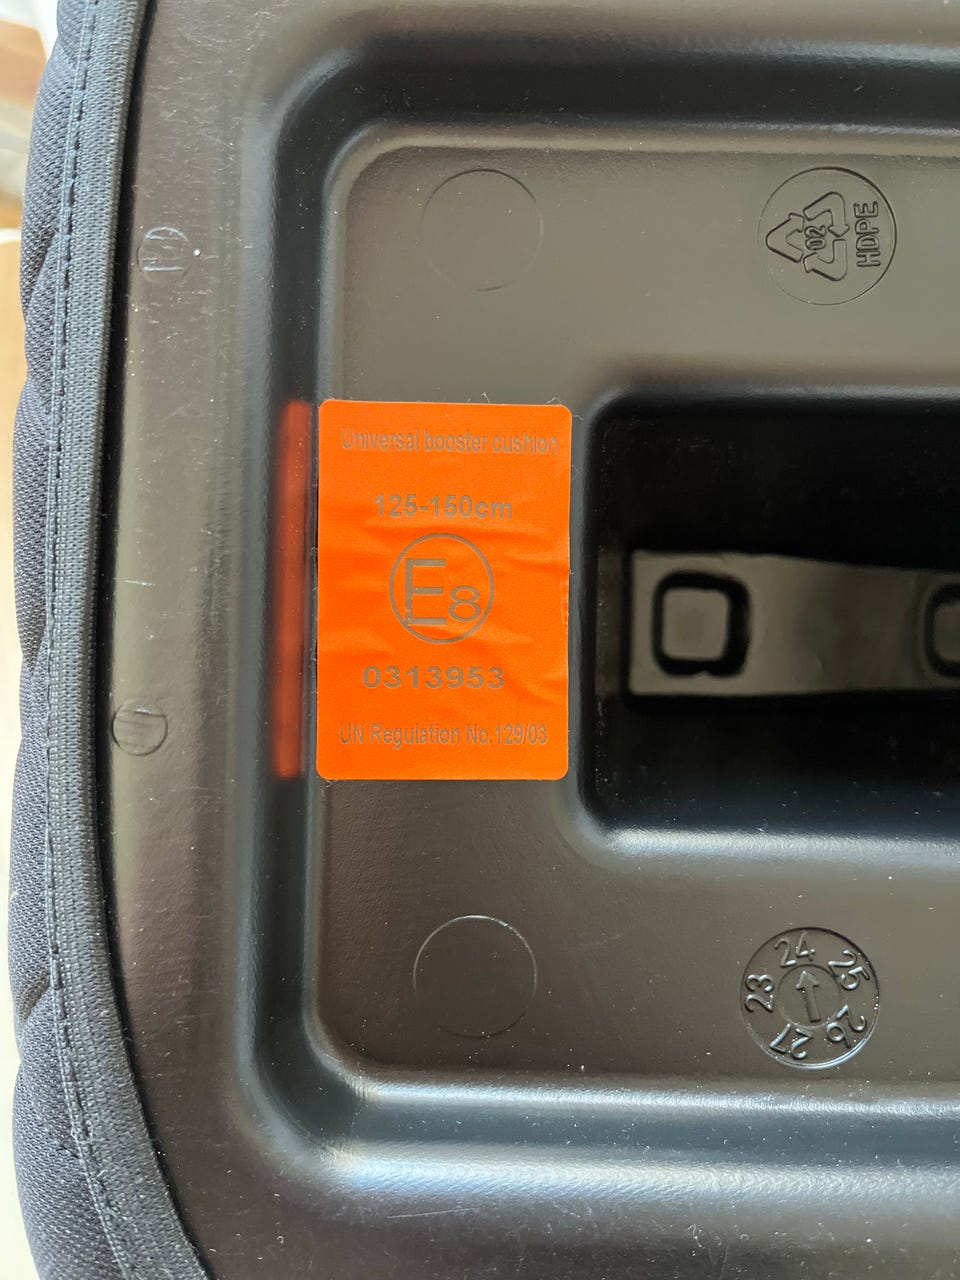 02
HDPE
Universal booster cushion
125-150cm
E8
0313953
UN Regulation No.129/03
23
24
25
26
27